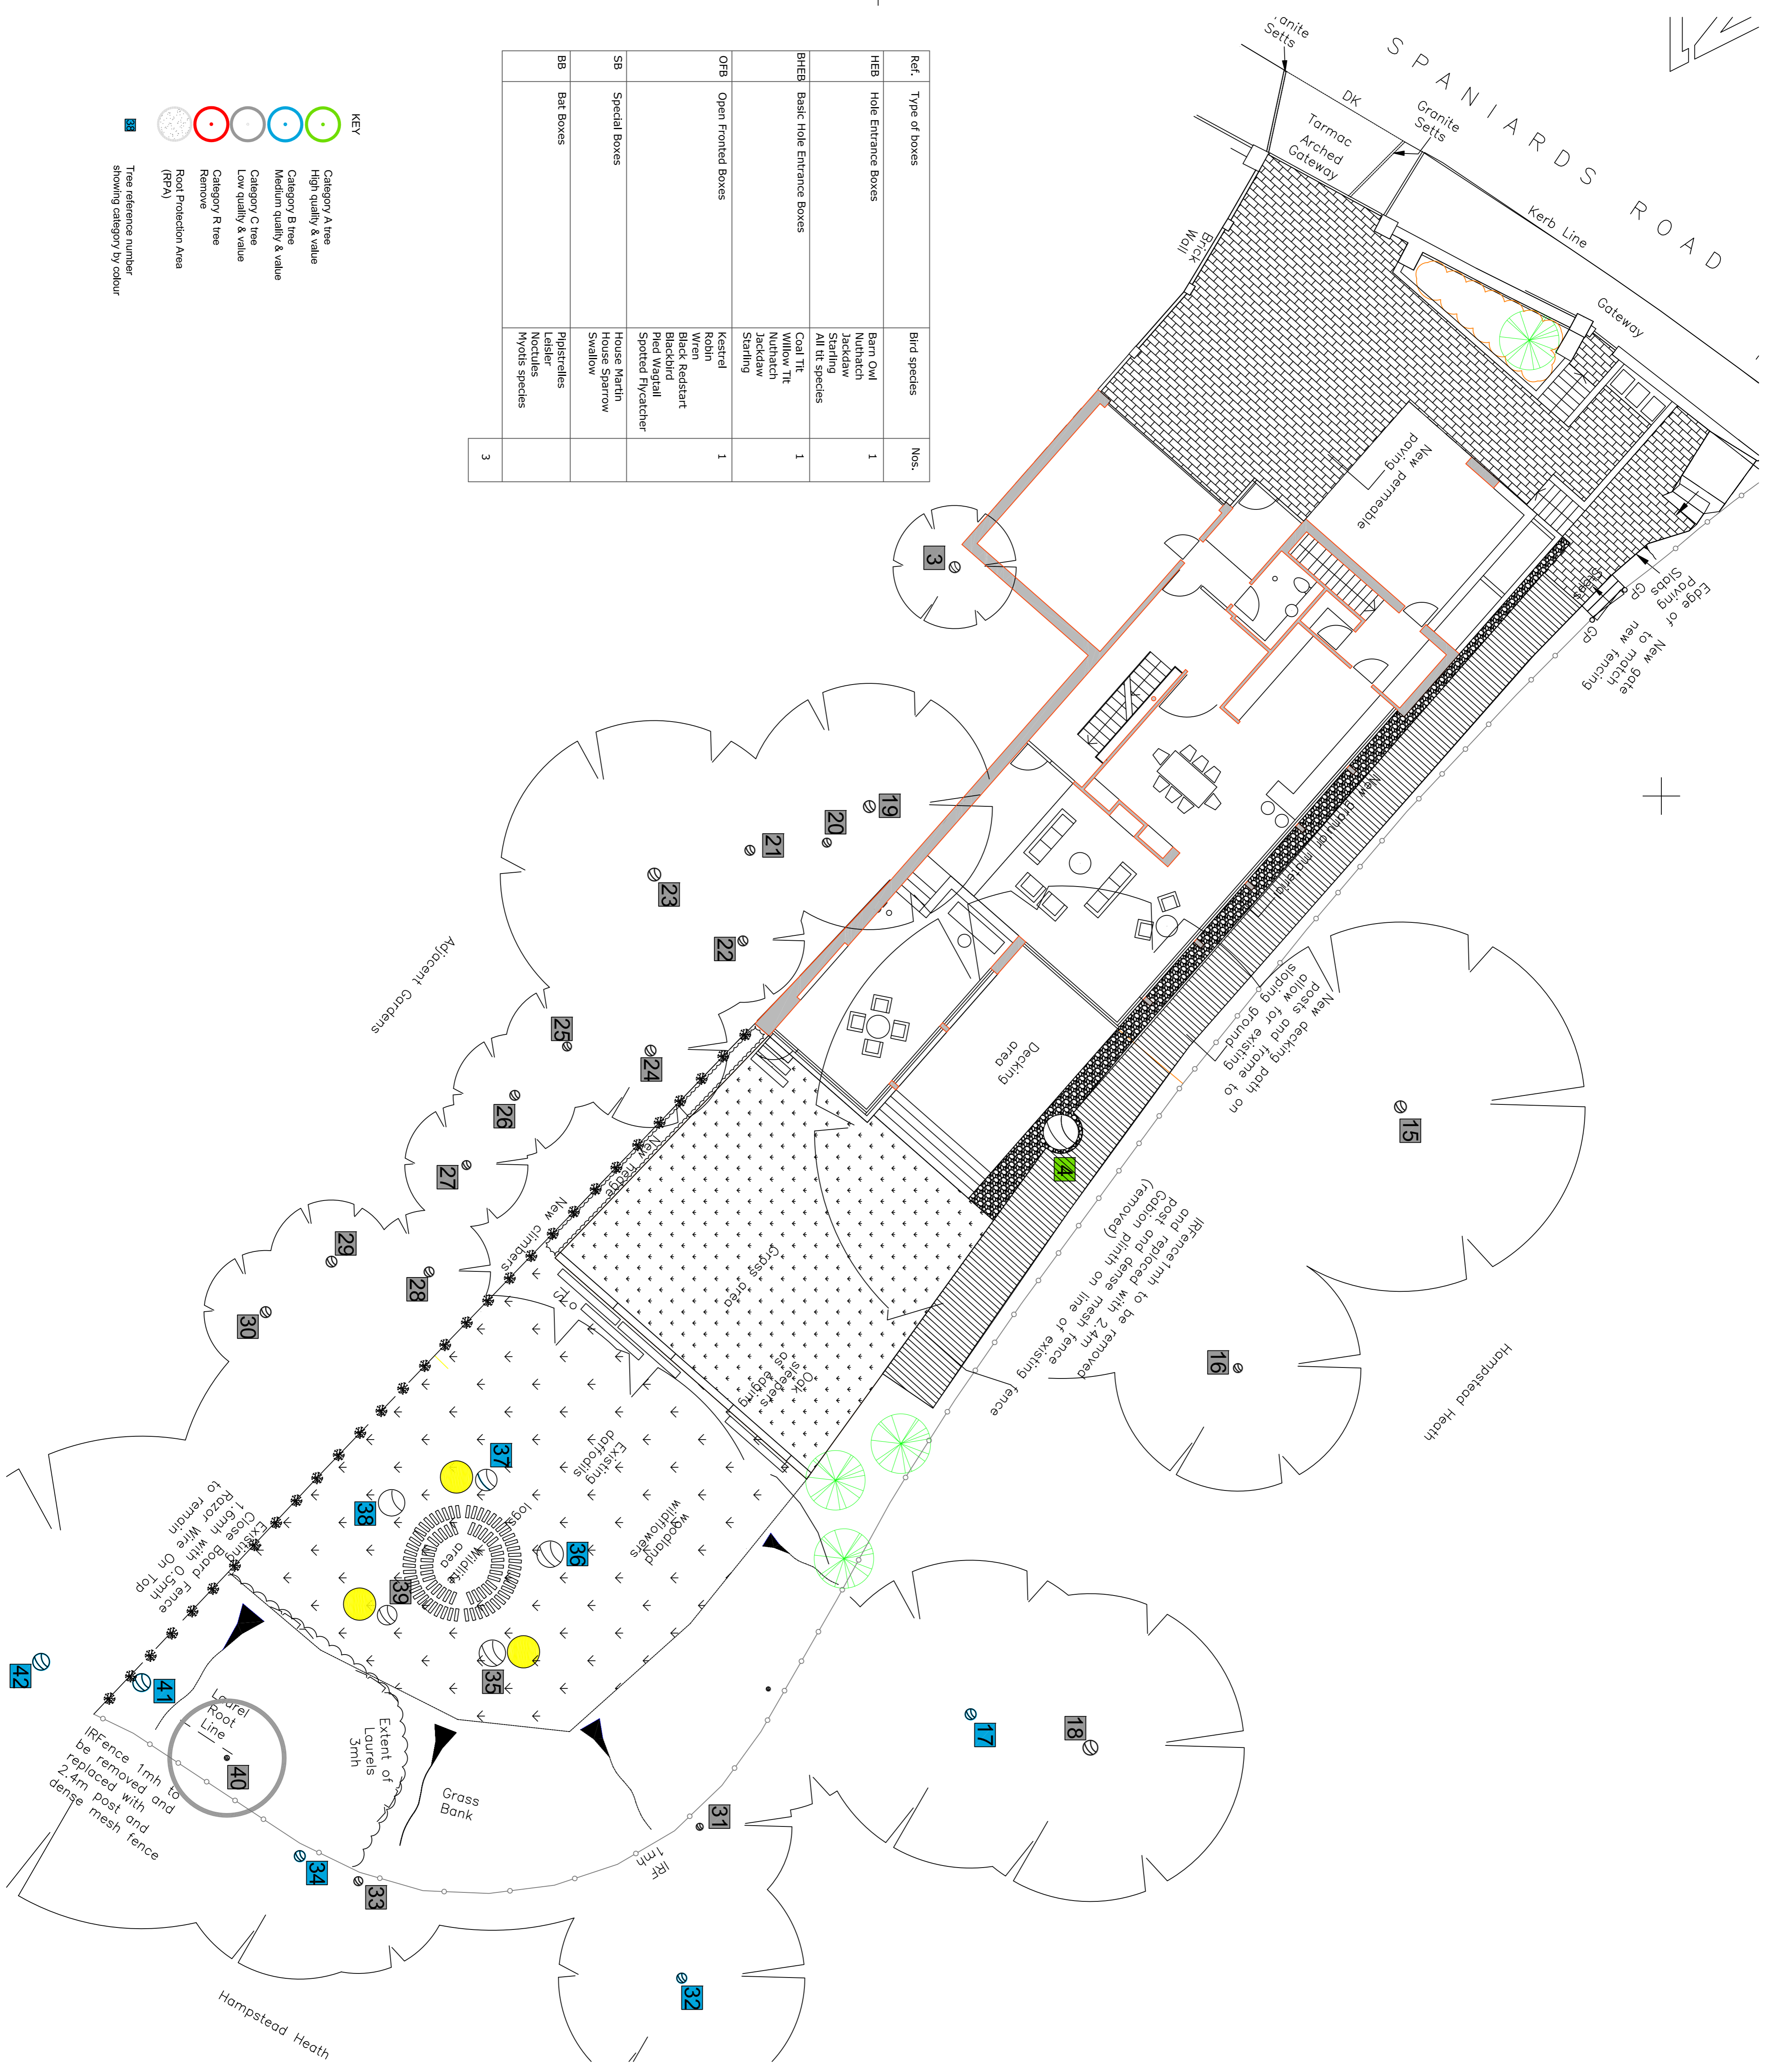 SPANIARDS ROAD
anite
Setts
DK
Granite
Setts
Tarmac
Arched
Gateway
Kerb Line
Gateway
Brick
Wall
New permeable
paving
Edge of
Paving
Slabs
GP
GP
New gate
to match
new fencing
New granular material
New decking path on
posts and frame to
allow for existing
sloping ground
Decking
area
IRFence1mh to be removed
and replaced with 2.4m
post and dense mesh fence
Gabion plinth on line of existing fence
(removed)
Hampstead Heath
Adjacent Gardens
New hedge
New climbers
TS
Grass
area
Oak
sleepers
as
edging
Existing
daffodils
woodland
wildflowers
logs
Wildlife
area
Existing
1.6mh
Close Board Fence
Razor Wire with 0.5mh
to remain On Top
Laurel
Root
Line
Extent of
Laurels
3mh
Grass
Bank
IRF
1mh
IRFence 1mh to
be removed and
replaced with
2.4m post and
dense mesh fence
Hampstead Heath
3
4
15
16
17
18
19
20
21
22
23
24
25
26
27
28
29
30
31
32
33
34
35
36
37
38
39
40
41
42
Ref. Type of boxes Bird species Nos.
HEB Hole Entrance Boxes Barn Owl 1
Nuthatch
Jackdaw
Starling
All tit species
BHEB Basic Hole Entrance Boxes Coal Tit 1
Willow Tit
Nuthatch
Jackdaw
Starling
OFB Open Fronted Boxes Kestrel 1
Robin
Wren
Black Redstart
Blackbird
Pied Wagtail
Spotted Flycatcher
SB Special Boxes House Martin
House Sparrow
Swallow
BB Bat Boxes Pipistrelles
Leisler
Noctules
Myotis species
3
KEY
Category A tree
High quality & value
Category B tree
Medium quality & value
Category C tree
Low quality & value
Category R tree
Remove
Root Protection Area
(RPA)
Tree reference number
showing category by colour